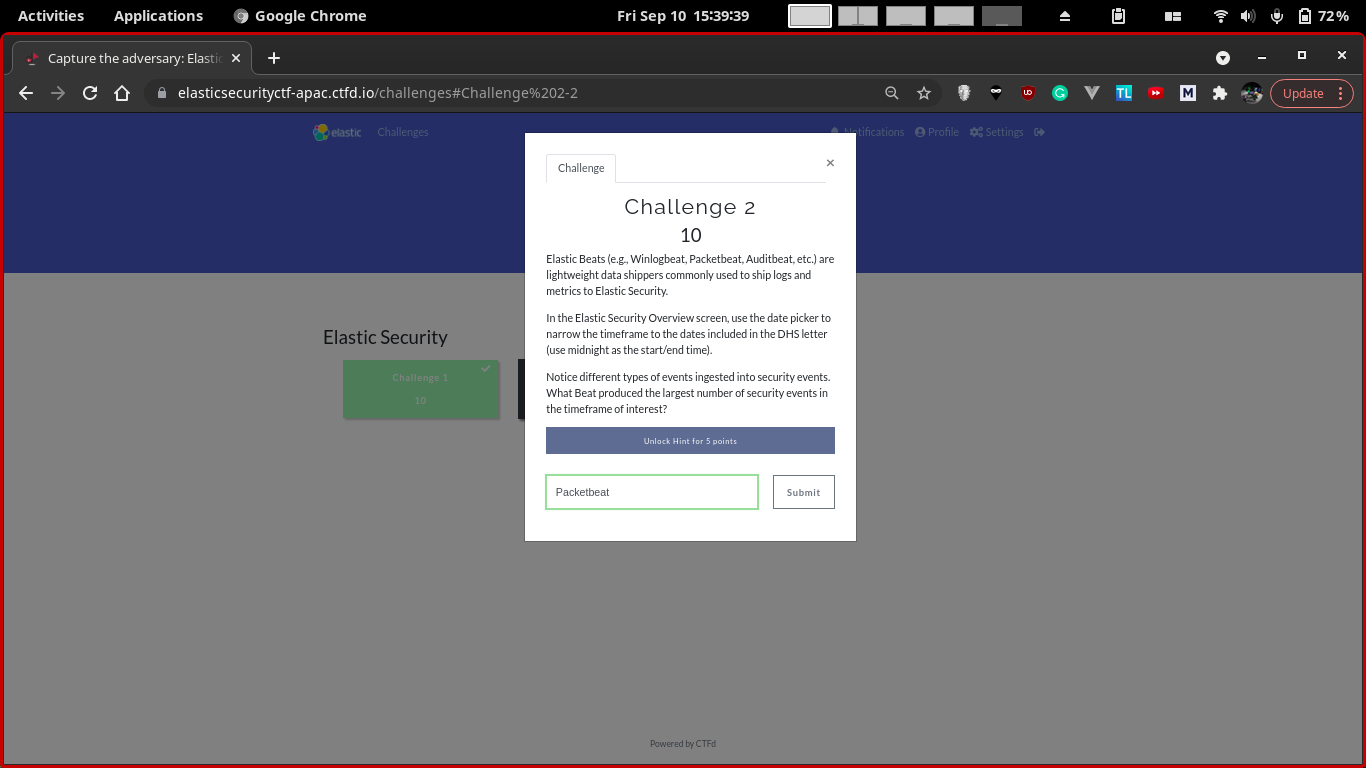 Activities Applications Google Chrome Fri Sep 10 15:39:39 72%
Capture the adversary: Elastic
elasticsecurityctf-apac.ctfd.io/challenges#Challenge%202-2 UD G TL M Update
elastic Challenges Notifications Profile Settings
Challenge ×
Challenge 2
10
Elastic Beats (e.g., Winlogbeat, Packetbeat, Auditbeat, etc.) are
lightweight data shippers commonly used to ship logs and
metrics to Elastic Security.
In the Elastic Security Overview screen, use the date picker to
narrow the timeframe to the dates included in the DHS letter
(use midnight as the start/end time).
Notice different types of events ingested into security events.
What Beat produced the largest number of security events in
the timeframe of interest?
Unlock Hint for 5 points
Packetbeat Submit
Elastic Security
Challenge 1
10
Powered by CTFd